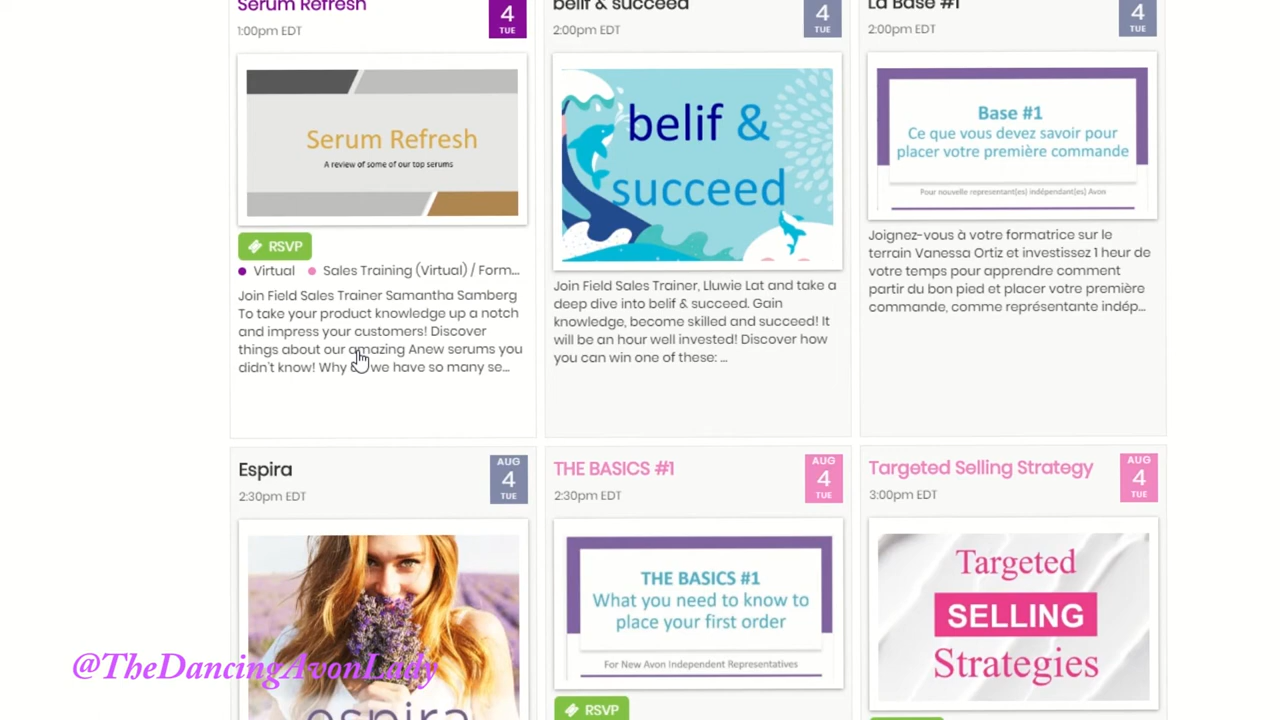 Serum Refresh
1:00pm EDT
4
TUE
Serum Refresh
A review of some of our top serums
RSVP
Virtual Sales Training (Virtual) / Form...
Join Field Sales Trainer Samantha Samberg
To take your product knowledge up a notch
and impress your customers! Discover
things about our amazing Anew serums you
didn't know! Why we have so many se...
belif & succeed
2:00pm EDT
4
TUE
belif &
succeed
Join Field Sales Trainer, Lluwie Lat and take a
deep dive into belif & succeed. Gain
knowledge, become skilled and succeed! It
will be an hour well invested! Discover how
you can win one of these: ...
La Base #1
2:00pm EDT
4
TUE
Base #1
Ce que vous devez savoir pour
placer votre première commande
Pour nouvelle representant(es) indépendant(es) Avon
Joignez-vous à votre formatrice sur le
terrain Vanessa Ortiz et investissez 1 heur de
votre temps pour apprendre comment
partir du bon pied et placer votre première
commande, comme représentante indép...
Espira
2:30pm EDT
AUG
4
TUE
espira
THE BASICS #1
2:30pm EDT
AUG
4
TUE
THE BASICS #1
What you need to know to
place your first order
For New Avon Independent Representatives
RSVP
Targeted Selling Strategy
3:00pm EDT
AUG
4
TUE
Targeted
SELLING
Strategies
@TheDancingAvonLady